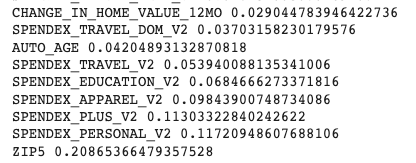 CHANGE_IN_HOME_VALUE_12MO 0.029044783946422736
SPENDEX_TRAVEL_DOM_V2 0.03703158230179576
AUTO_AGE 0.04204893132870818
SPENDEX_TRAVEL_V2 0.053940088135341006
SPENDEX_EDUCATION_V2 0.0684666273371816
SPENDEX_APPAREL_V2 0.09843900748734086
SPENDEX_PLUS_V2 0.11303322840242622
SPENDEX_PERSONAL_V2 0.11720948607688106
ZIP5 0.20865366479357528